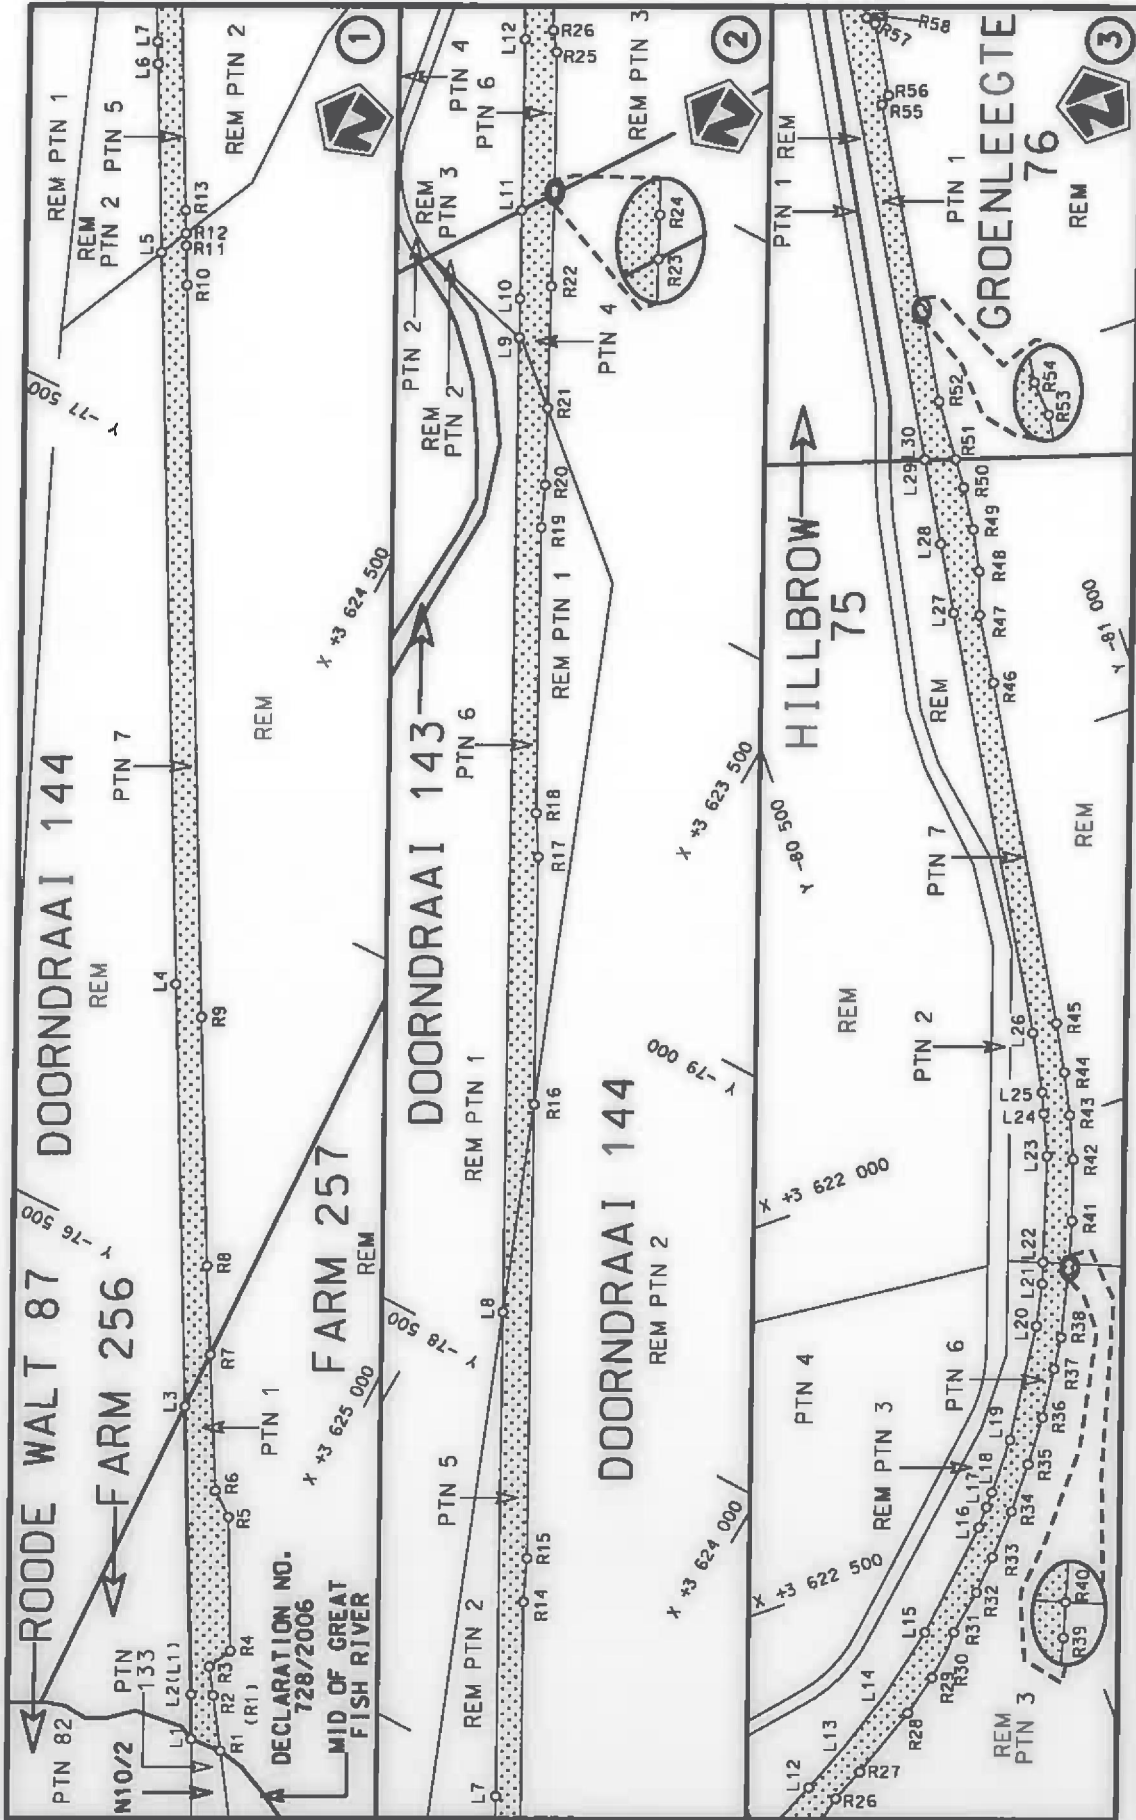 ROODE WALT 87
FARM 256
DOORNDRAAI 144
REM
PTN 82
N10/2
PTN
133
L1
L2(L1)
L3
L4
L5
L6
L7
R1
(R1)
R2
R3
R4
R5
R6
R7
R8
R9
R10
R11
R12
R13
PTN 1
PTN 7
REM PTN 1
REM
PTN 2
PTN 5
REM PTN 2
REM
Y -76 500
Y -77 500
DECLARATION NO.
728/2006
MID OF GREAT
FISH RIVER
FARM 257
REM
X +3 625 000
X +3 624 500
1
DOORNDRAAI 143
REM PTN 2
PTN 5
REM PTN 1
PTN 6
REM PTN 1
PTN 2
REM
PTN 2
REM
PTN 3
PTN 4
PTN 6
PTN 4
REM PTN 3
L7
L8
L9
L10
L11
L12
R14
R15
R16
R17
R18
R19
R20
R21
R22
R23
R24
R25
R26
Y -78 500
Y -79 000
DOORNDRAAI 144
REM PTN 2
X +3 624 000
X +3 623 500
2
PTN 4
REM PTN 3
PTN 6
PTN 2
REM
PTN 7
REM
HILLBROW
75
PTN 1
REM
PTN 1
GROENLEEGTE
76
REM
REM
REM
PTN 3
X +3 622 500
X +3 622 000
Y -80 500
Y -81 000
L12
L13
L14
L15
L16
L17
L18
L19
L20
L21
L22
L23
L24
L25
L26
L27
L28
L29
L30
R26
R27
R28
R29
R30
R31
R32
R33
R34
R35
R36
R37
R38
R39
R40
R41
R42
R43
R44
R45
R46
R47
R48
R49
R50
R51
R52
R53
R54
R55
R56
R57
R58
3